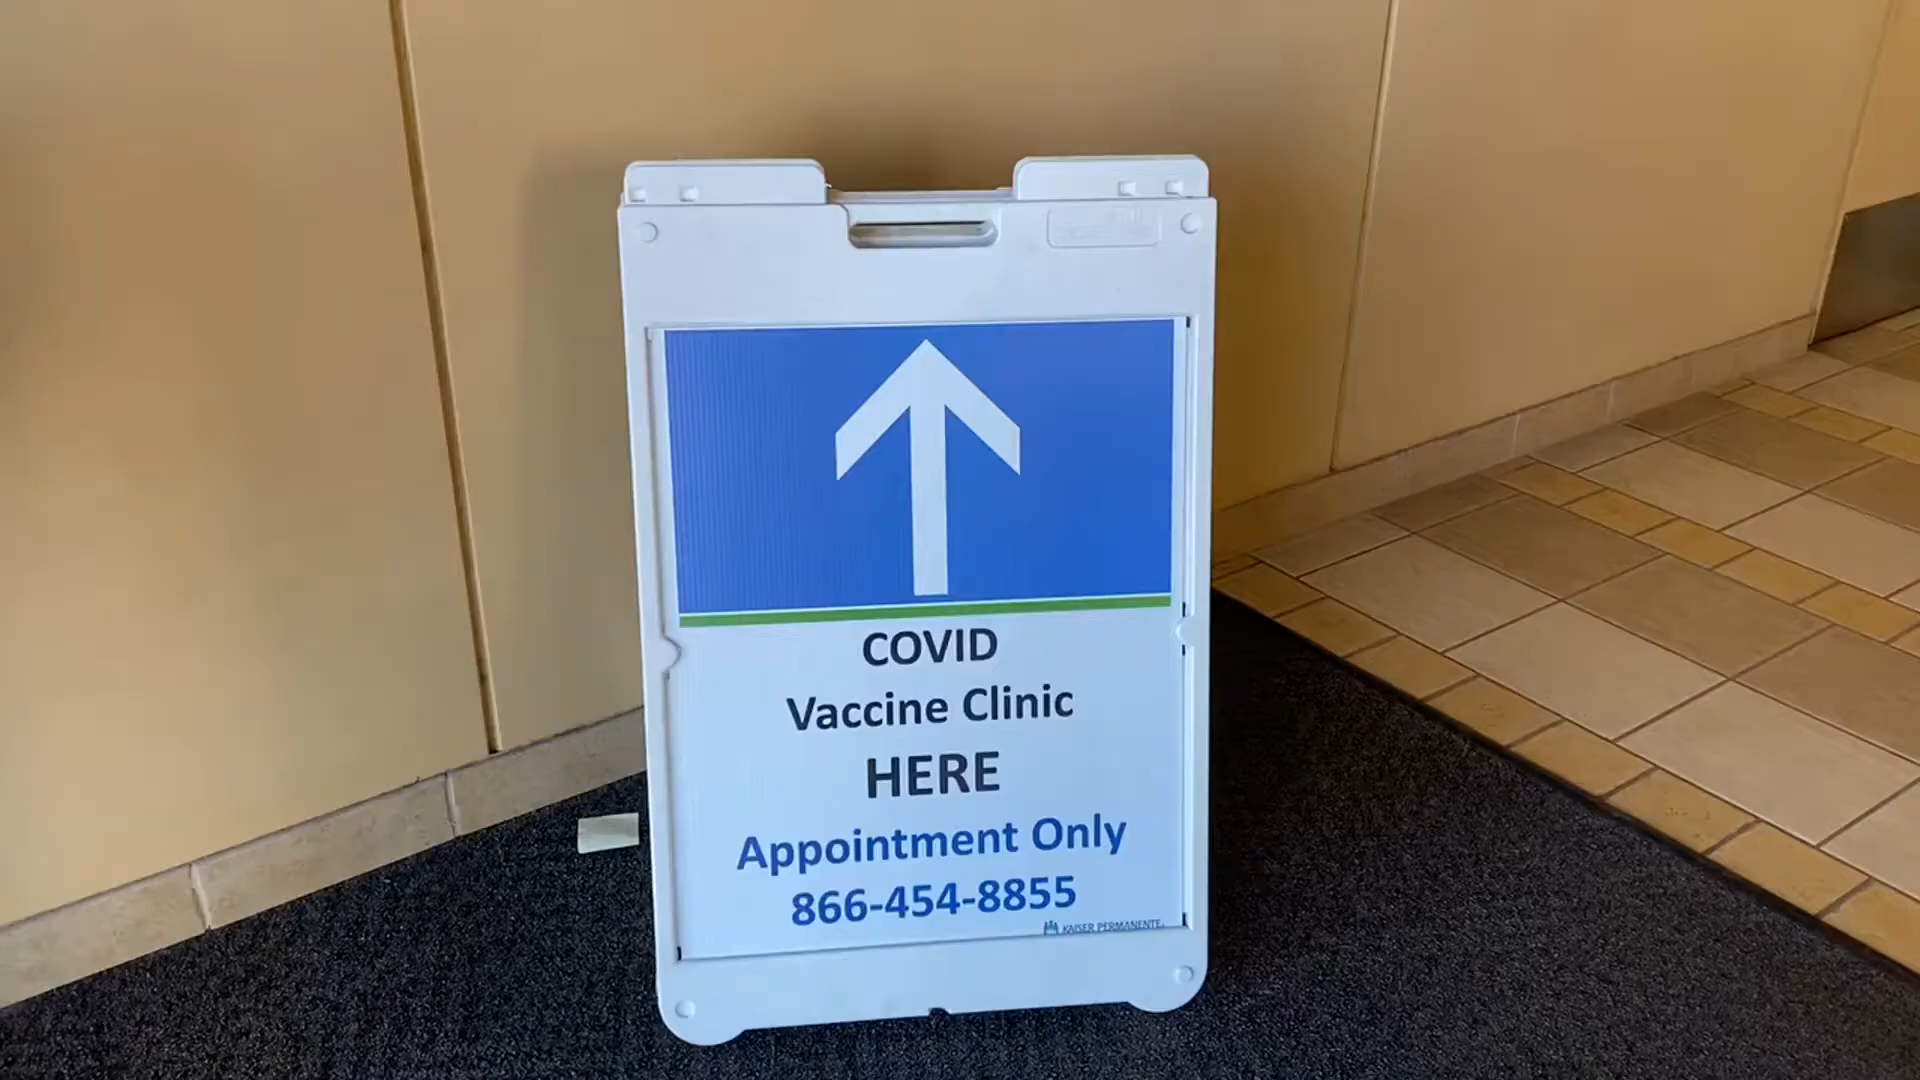 COVID
Vaccine Clinic
HERE
Appointment Only
866-454-8855
KAISER PERMANENTE